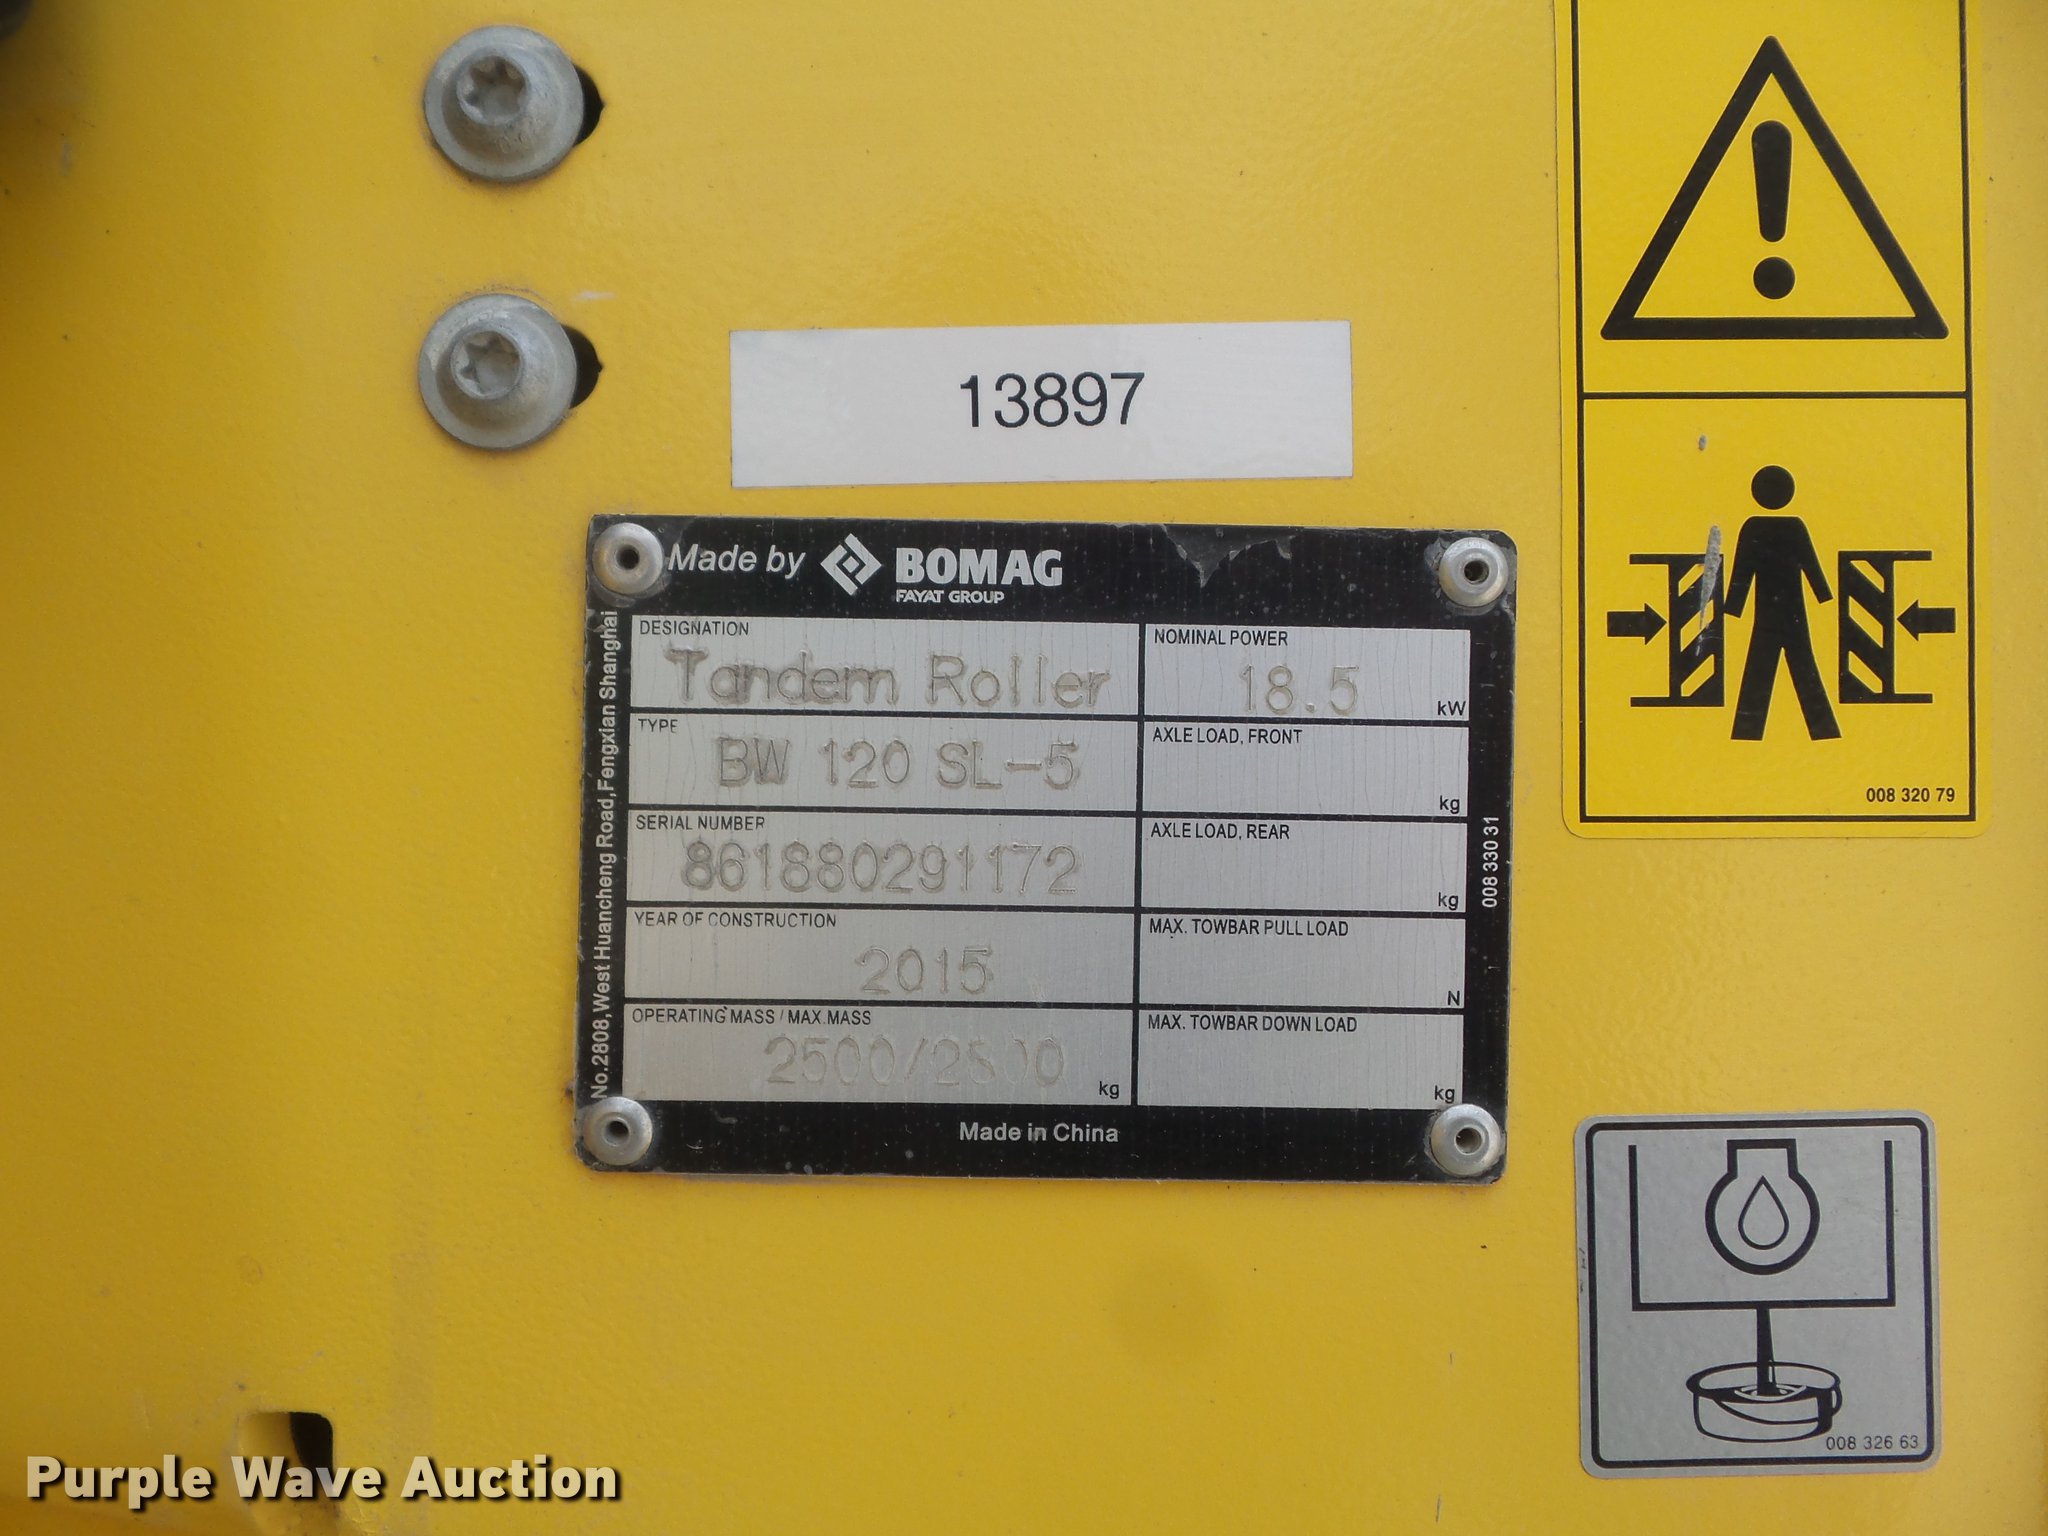 13897
Made by BOMAG
FAYAT GROUP
DESIGNATION
Tandem Roller
NOMINAL POWER
18.5 kW
TYPE
BW 120 SL-5
AXLE LOAD, FRONT
kg
SERIAL NUMBER
861880291172
AXLE LOAD, REAR
kg
YEAR OF CONSTRUCTION
2015
MAX. TOWBAR PULL LOAD
N
OPERATING MASS / MAX.MASS
kg
MAX. TOWBAR DOWN LOAD
kg
Made in China
No.2808,West Huancheng Road,Fengxian Shanghai
008 330 31
008 320 79
008 326 63
Purple Wave Auction